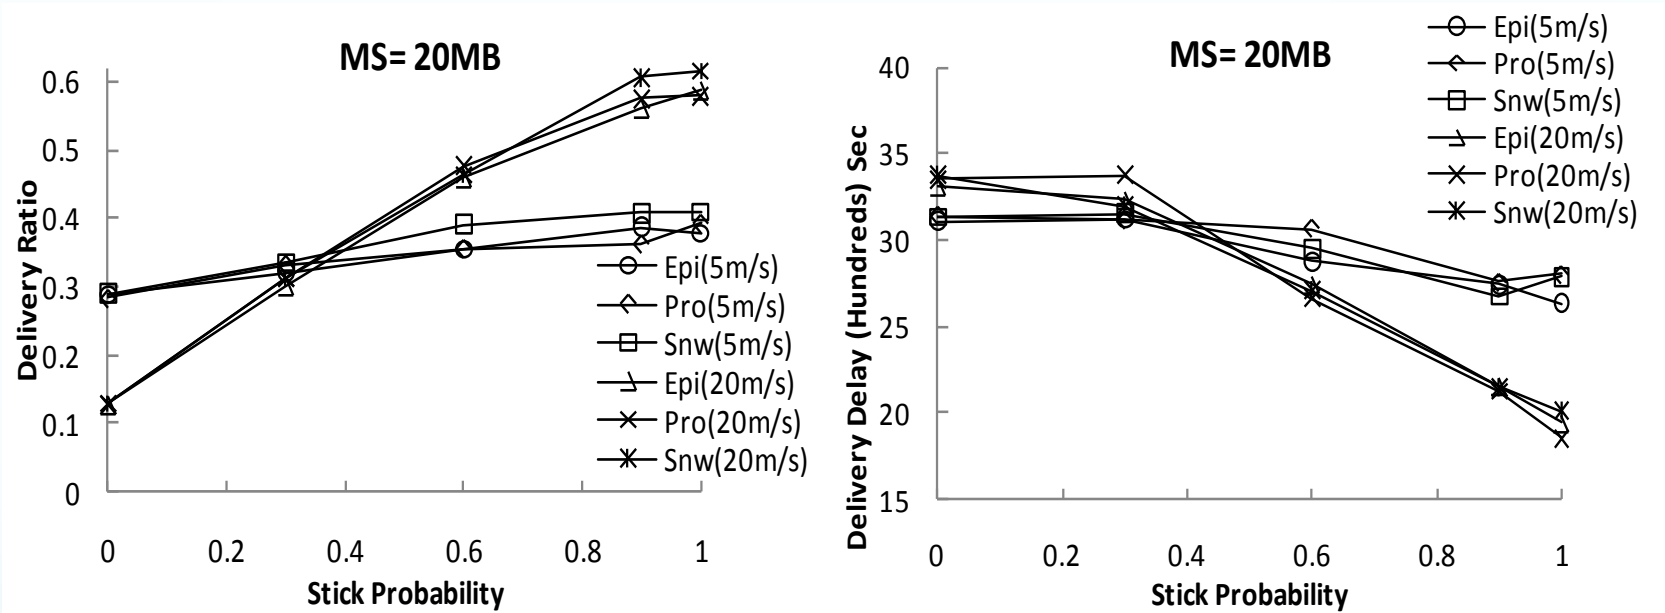 MS= 20MB
Delivery Ratio
0.6
0.5
0.4
0.3
0.2
0.1
0
0 0.2 0.4 0.6 0.8 1
Stick Probability
Epi(5m/s)
Pro(5m/s)
Snw(5m/s)
Epi(20m/s)
Pro(20m/s)
Snw(20m/s)
MS= 20MB
Delivery Delay (Hundreds) Sec
40
35
30
25
20
15
0 0.2 0.4 0.6 0.8 1
Stick Probability
Epi(5m/s)
Pro(5m/s)
Snw(5m/s)
Epi(20m/s)
Pro(20m/s)
Snw(20m/s)